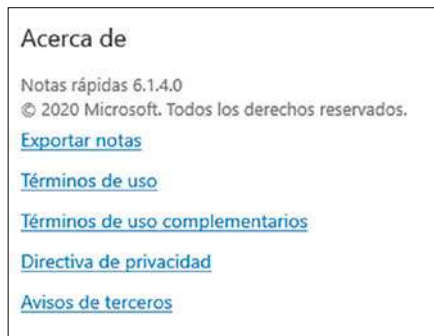 Acerca de
Notas rápidas 6.1.4.0
© 2020 Microsoft. Todos los derechos reservados.
Exportar notas
Términos de uso
Términos de uso complementarios
Directiva de privacidad
Avisos de terceros